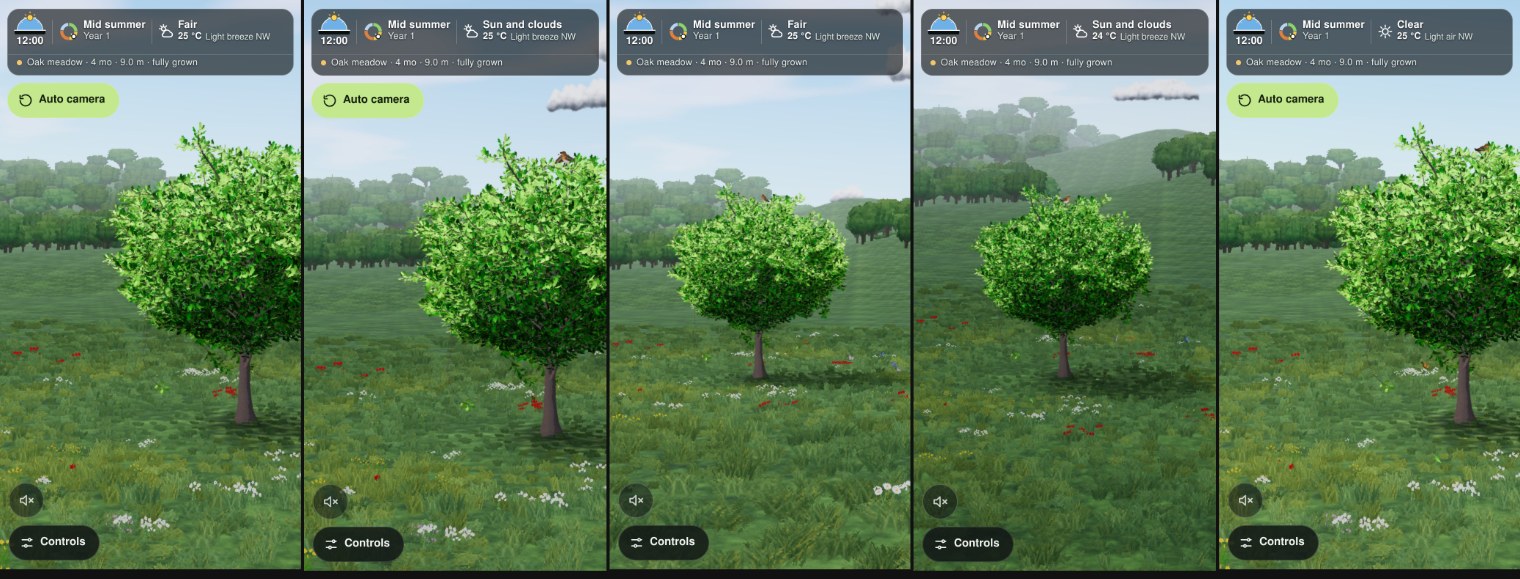 Mid summer
Year 1
12:00
Fair
25 °C Light breeze NW
Oak meadow · 4 mo · 9.0 m · fully grown
Auto camera
Controls
Mid summer
Year 1
12:00
Sun and clouds
25 °C Light breeze NW
Oak meadow · 4 mo · 9.0 m · fully grown
Auto camera
Controls
Mid summer
Year 1
12:00
Fair
25 °C Light breeze NW
Oak meadow · 4 mo · 9.0 m · fully grown
Controls
Mid summer
Year 1
12:00
Sun and clouds
24 °C Light breeze NW
Oak meadow · 4 mo · 9.0 m · fully grown
Controls
Mid summer
Year 1
12:00
Clear
25 °C Light air NW
Oak meadow · 4 mo · 9.0 m · fully grown
Auto camera
Controls